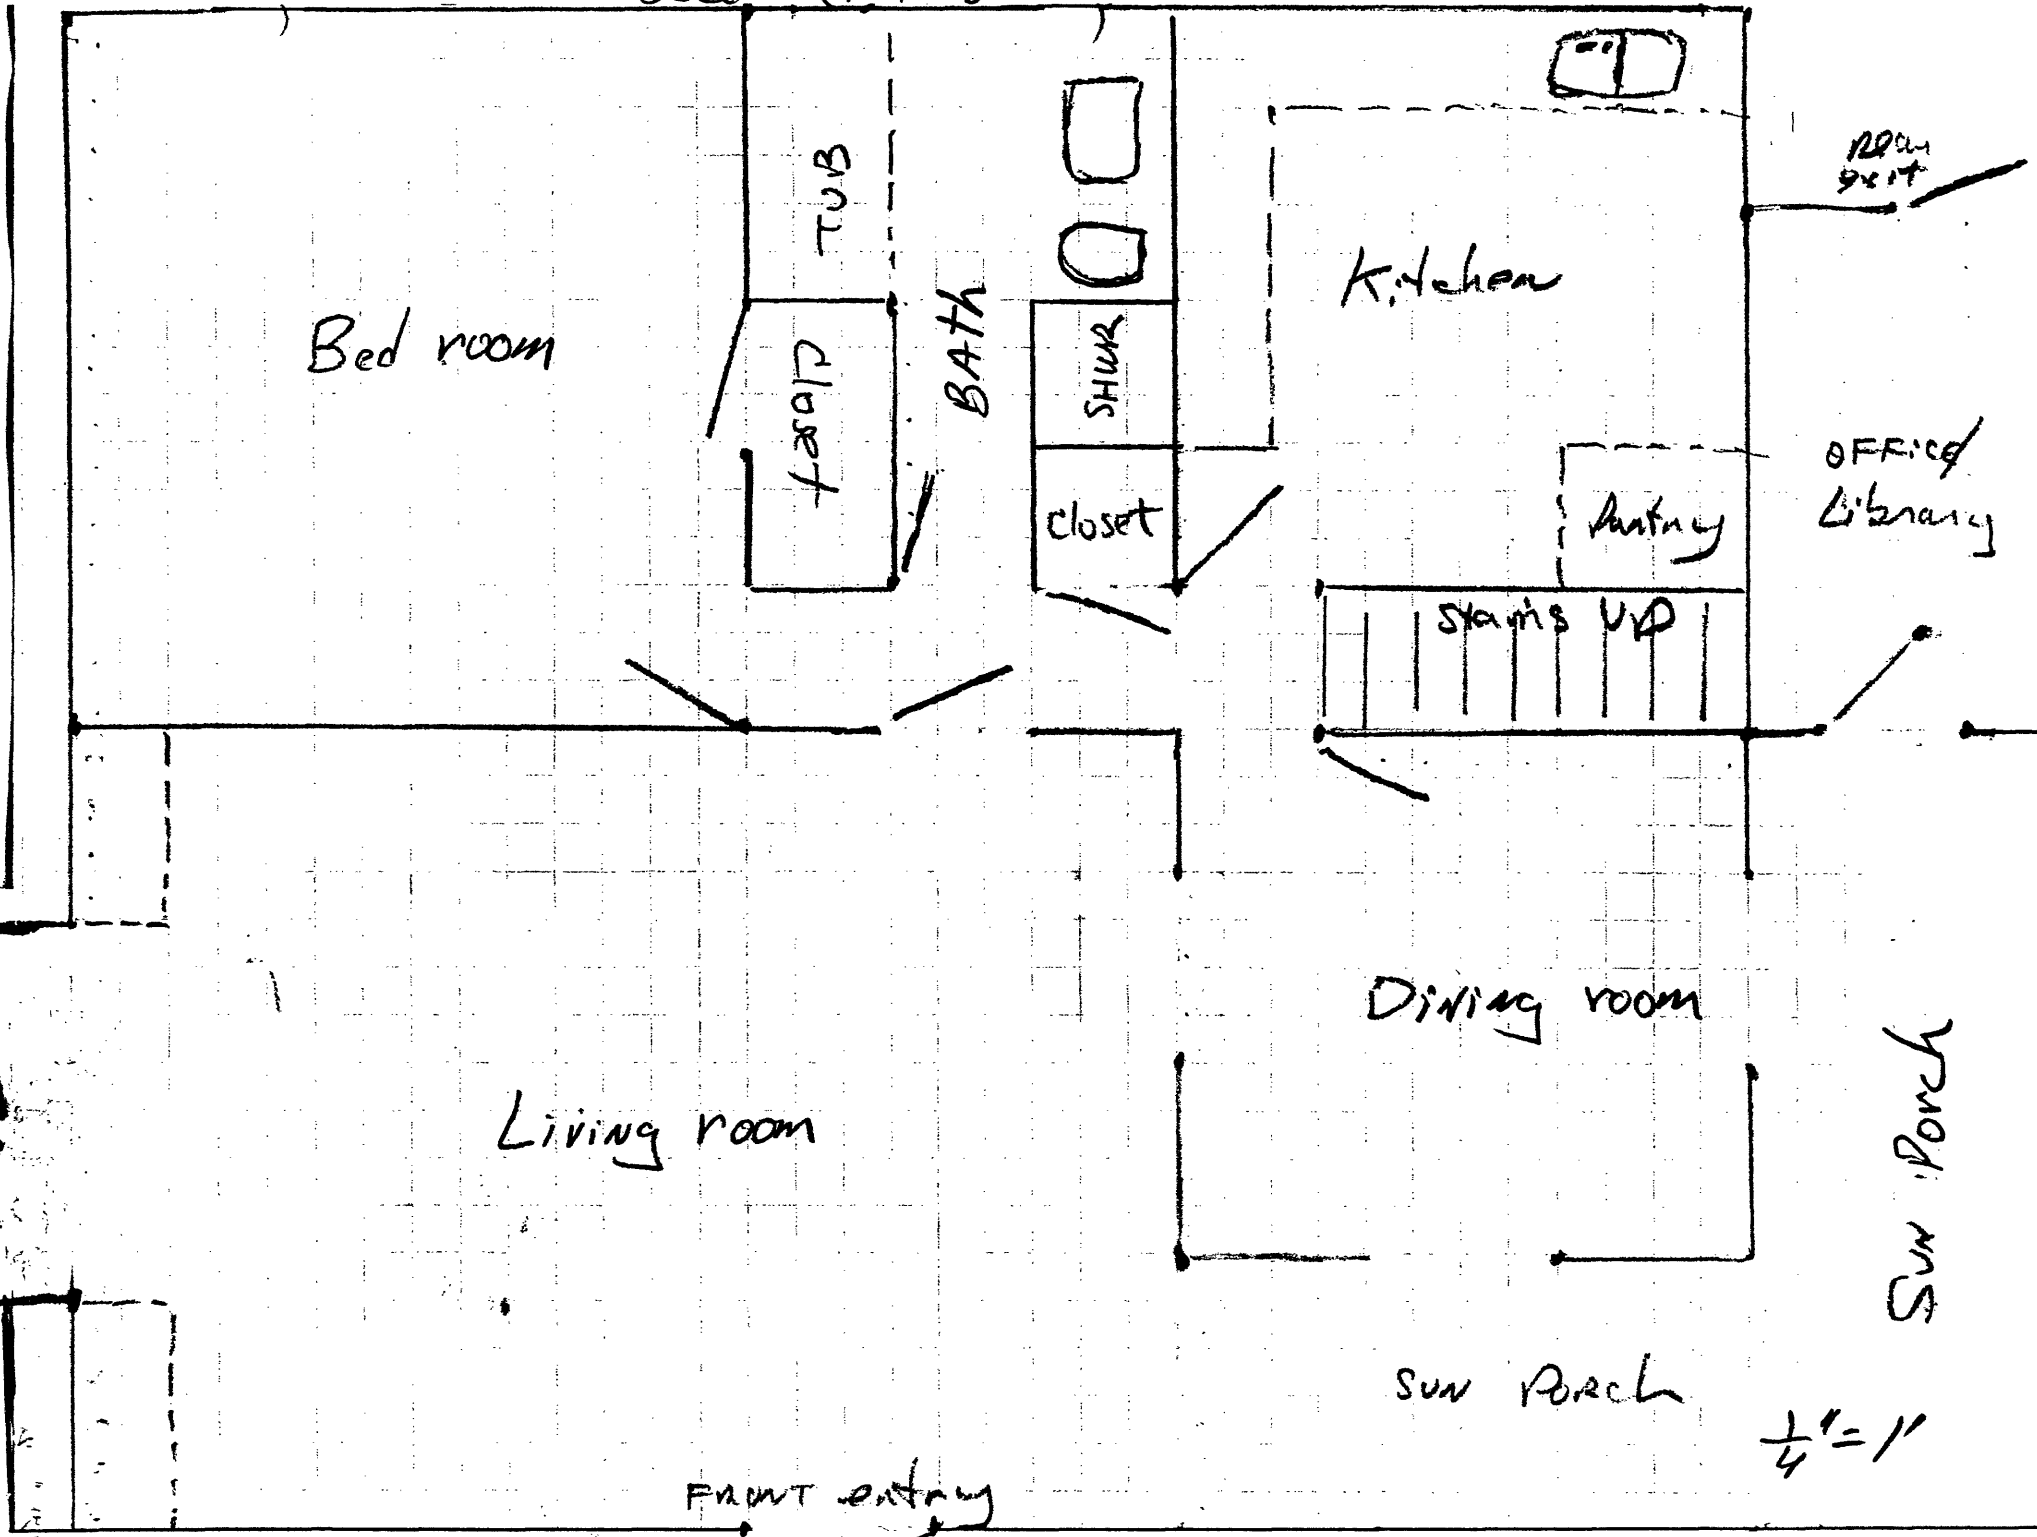 Rear
exit
TUB
Kitchen
Bed room
Closet
BATH
SHWR
OFFICE/
Library
Closet
Pantry
Stairs UP
Dining room
Living room
Sun Porch
SUN PORCH
1/4" = 1'
FRONT entry